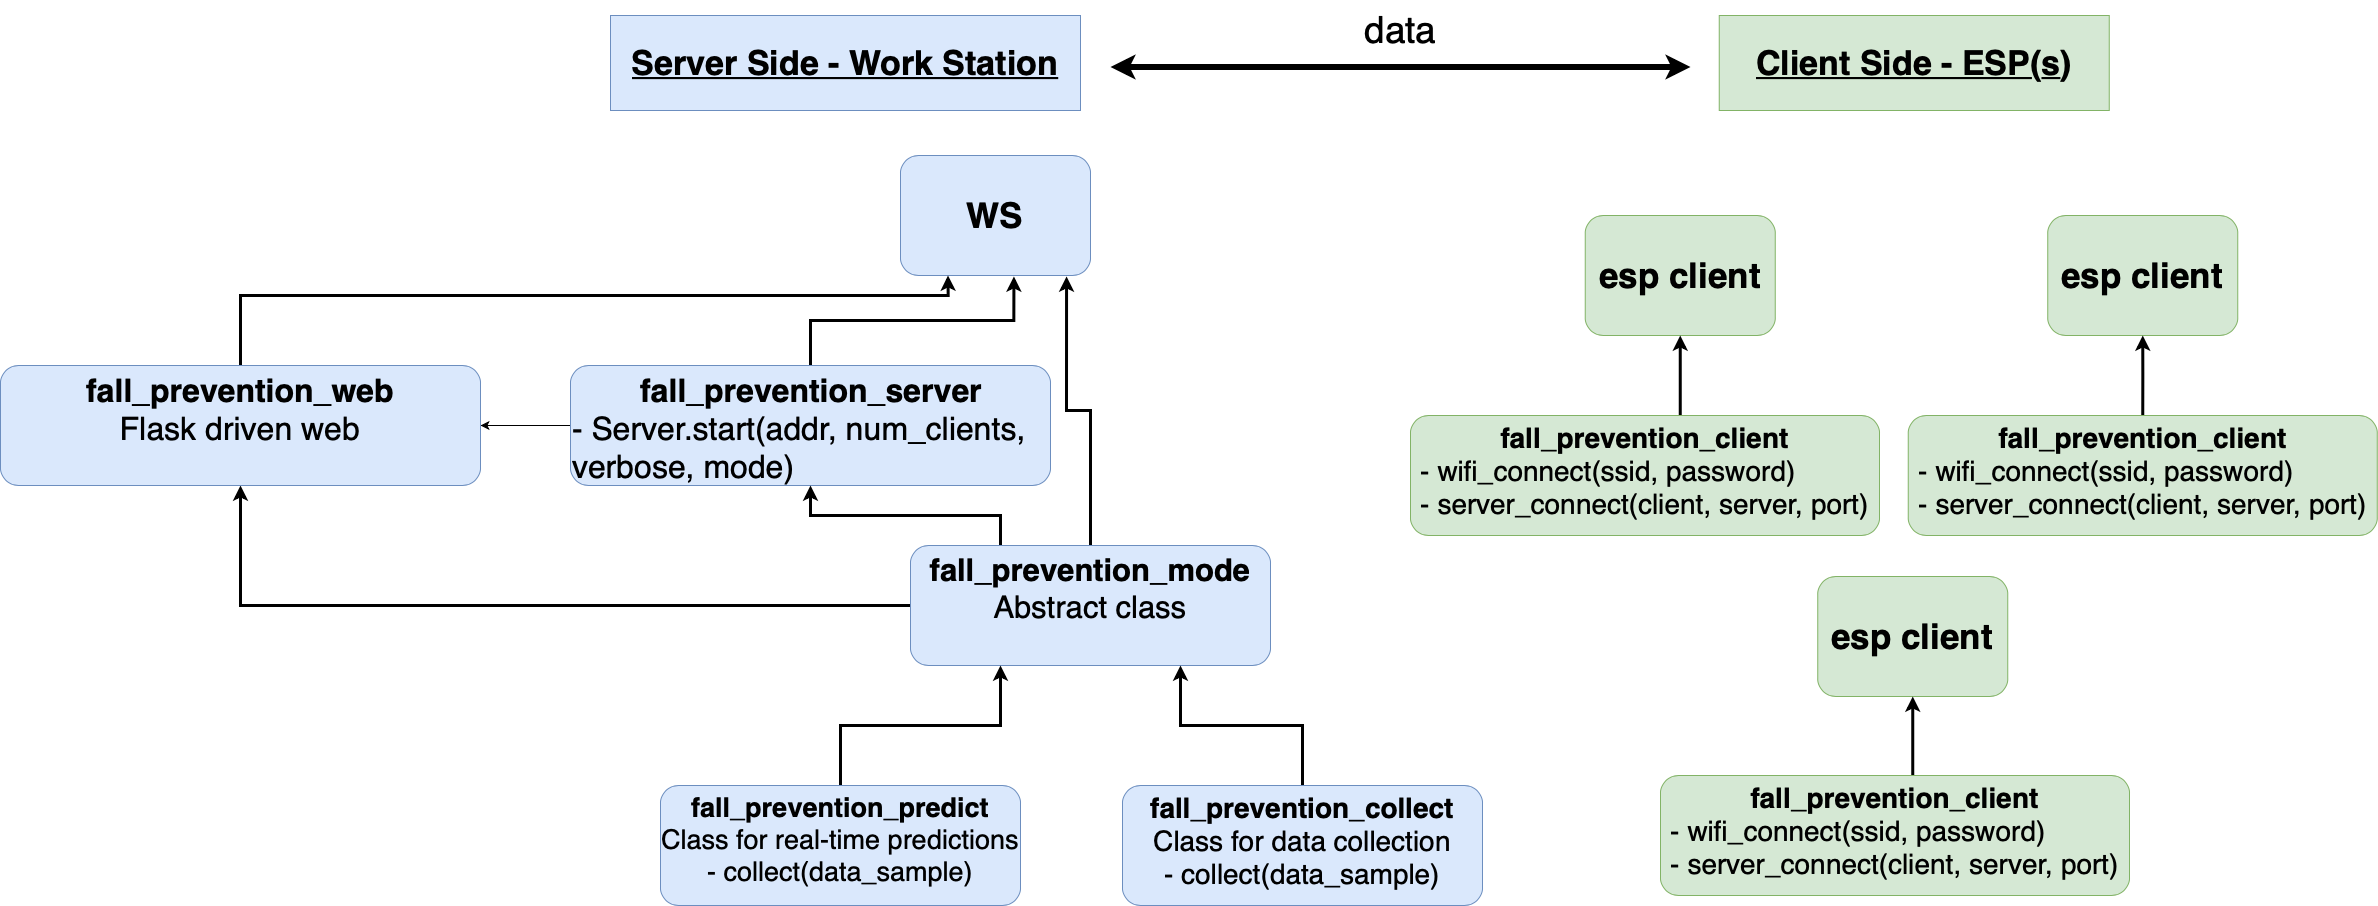 data
Server Side - Work Station
Client Side - ESP(s)
WS
esp client
esp client
fall_prevention_web
Flask driven web
fall_prevention_server
- Server.start(addr, num_clients,
verbose, mode)
fall_prevention_client
- wifi_connect(ssid, password)
- server_connect(client, server, port)
fall_prevention_client
- wifi_connect(ssid, password)
- server_connect(client, server, port)
fall_prevention_mode
Abstract class
esp client
fall_prevention_predict
Class for real-time predictions
- collect(data_sample)
fall_prevention_collect
Class for data collection
- collect(data_sample)
fall_prevention_client
- wifi_connect(ssid, password)
- server_connect(client, server, port)